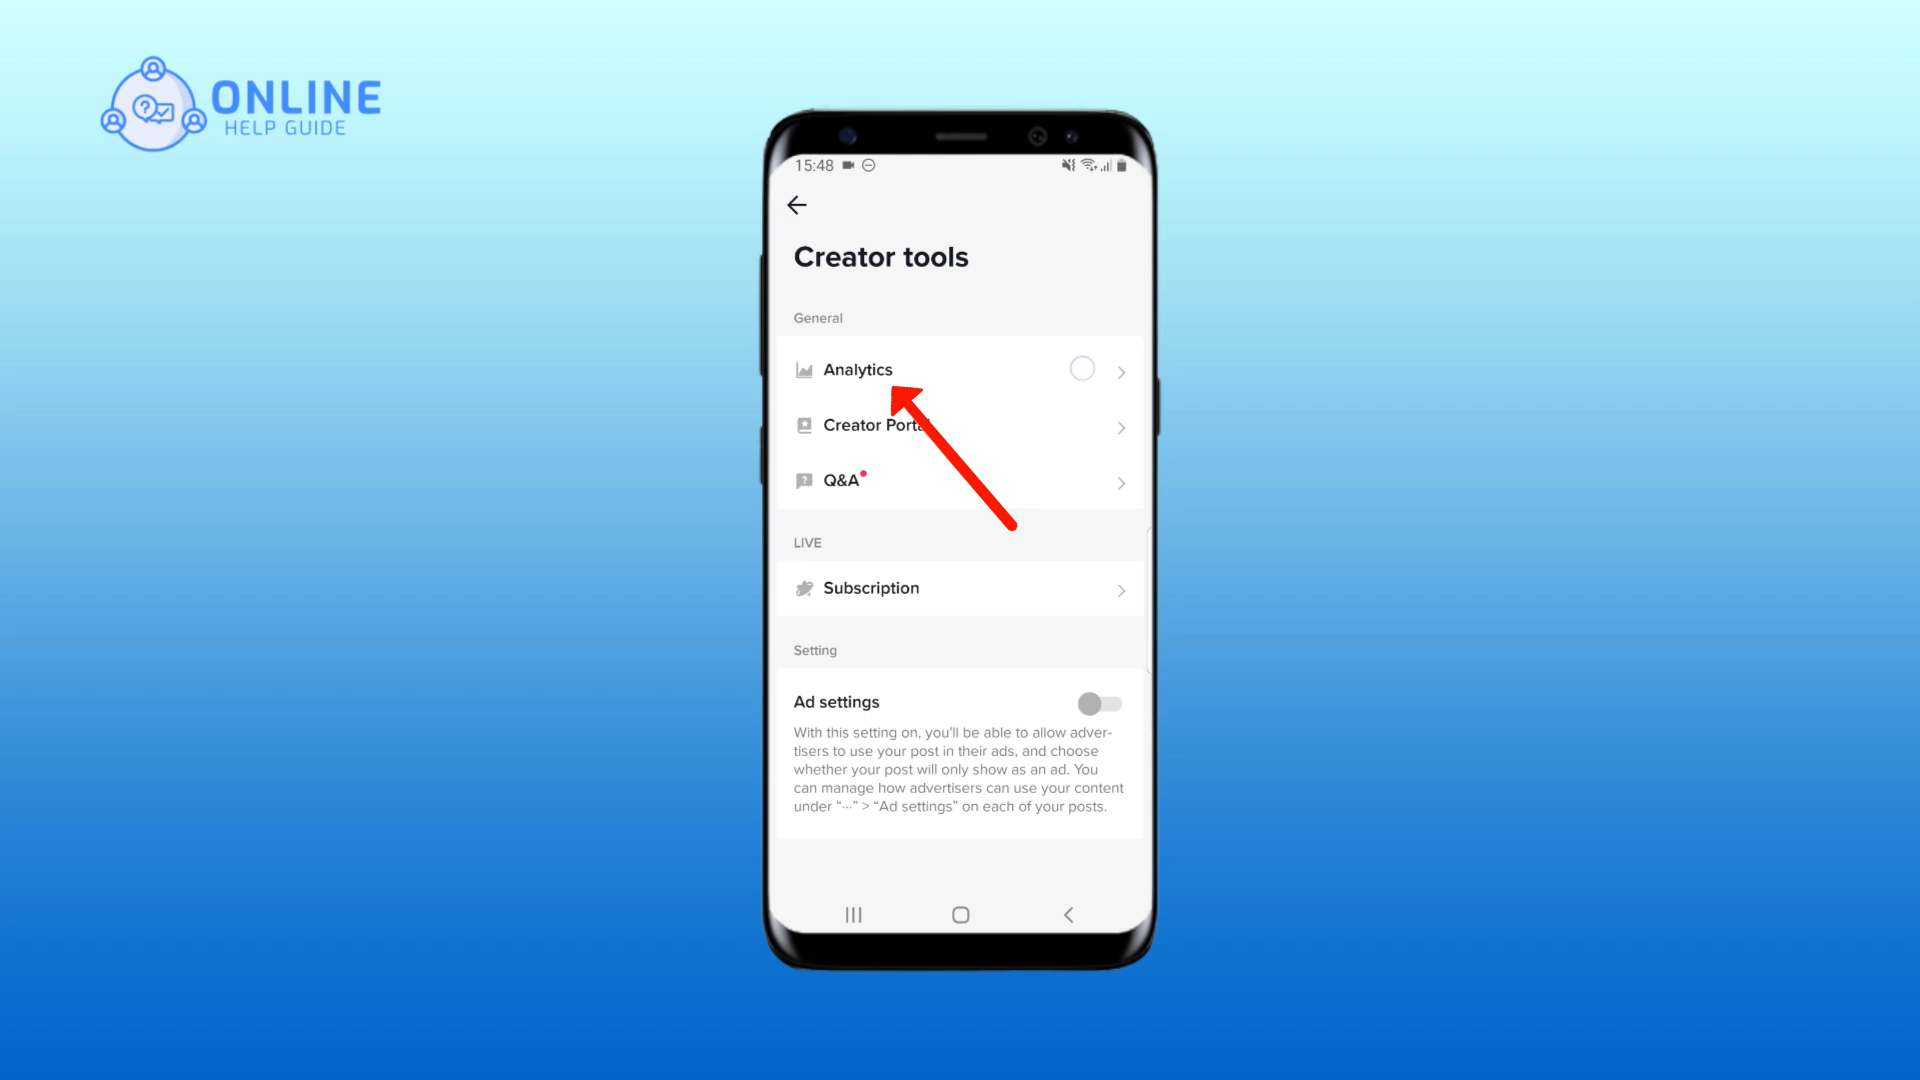 ONLINE
HELP GUIDE
15:48
Creator tools
General
Analytics
Creator Porta
Q&A
LIVE
Subscription
Setting
Ad settings
With this setting on, you'll be able to allow adver-
tisers to use your post in their ads, and choose
whether your post will only show as an ad. You
can manage how advertisers can use your content
under “···” > “Ad settings” on each of your posts.